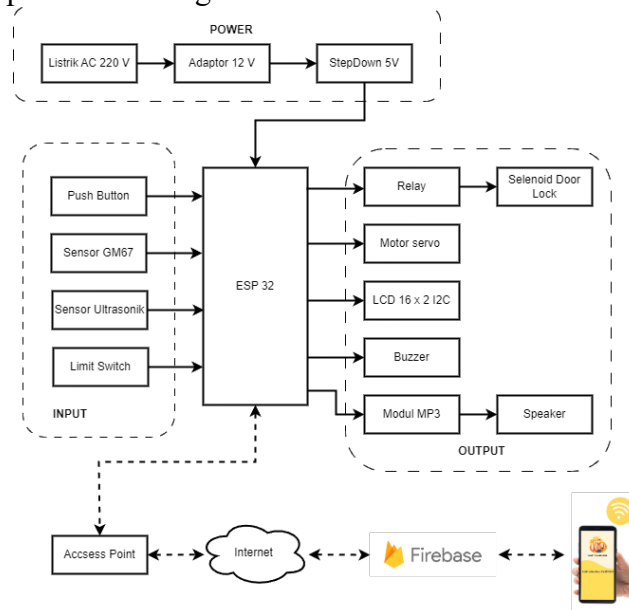 POWER
Listrik AC 220 V
Adaptor 12 V
StepDown 5V
Push Button
Sensor GM67
Sensor Ultrasonik
Limit Switch
INPUT
ESP 32
Relay
Selenoid Door
Lock
Motor servo
LCD 16 x 2 I2C
Buzzer
Modul MP3
Speaker
OUTPUT
Accsess Point
Internet
Firebase